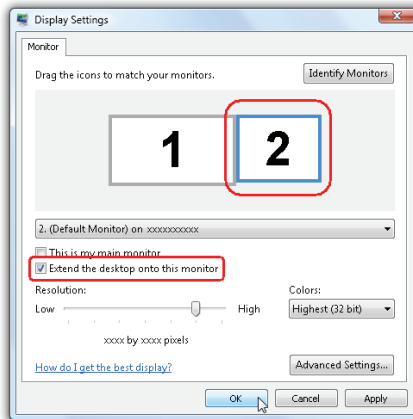 Display Settings
Monitor
Drag the icons to match your monitors.
Identify Monitors
1 2
2. (Default Monitor) on xxxxxxxxxx
This is my main monitor
Extend the desktop onto this monitor
Resolution: Colors:
Low High Highest (32 bit)
xxxx by xxxx pixels
How do I get the best display? Advanced Settings...
OK Cancel Apply